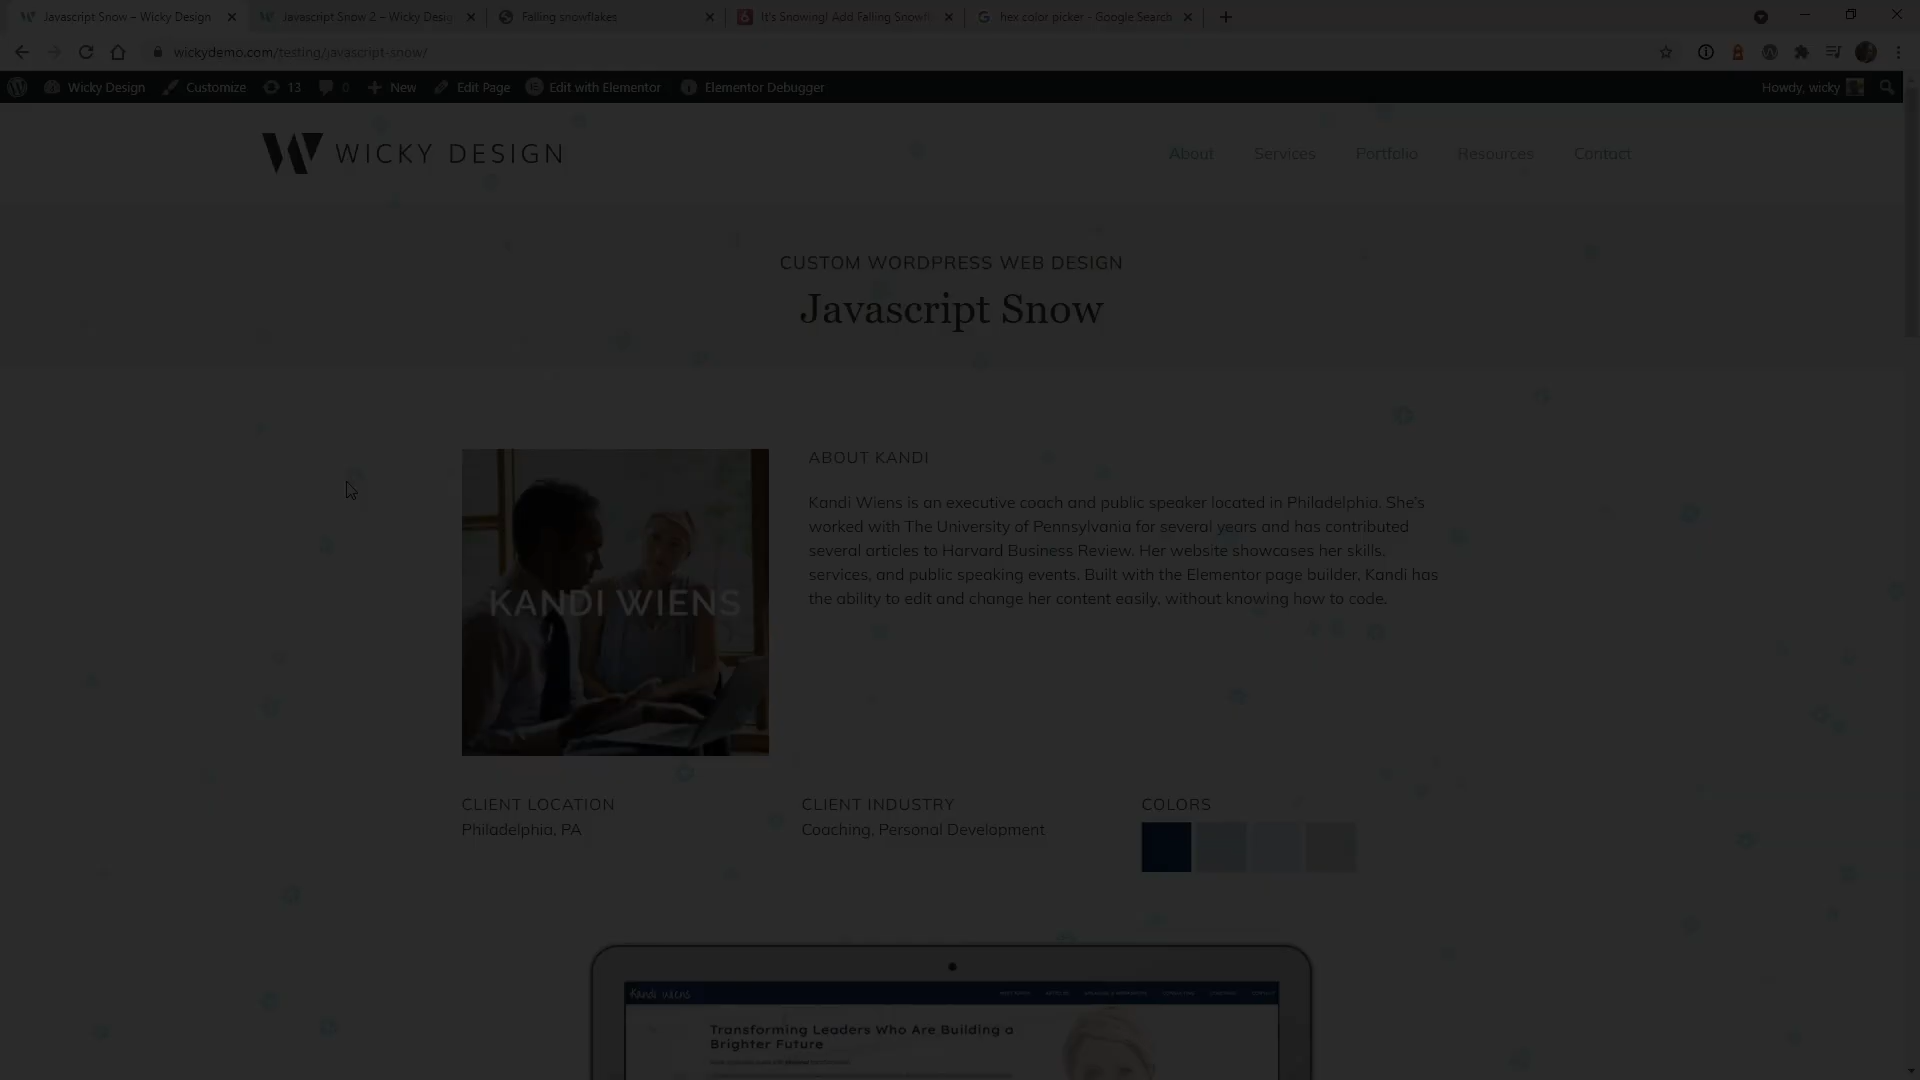 Javascript Snow – Wicky Design
Javascript Snow 2 – Wicky Desig
Falling snowflakes
It's Snowing! Add Falling Snowfl
hex color picker - Google Search
wickydemo.com/testing/javascript-snow/
Wicky Design
Customize
13
0
New
Edit Page
Edit with Elementor
Elementor Debugger
Howdy, wicky
WICKY DESIGN
About
Services
Portfolio
Resources
Contact
CUSTOM WORDPRESS WEB DESIGN
Javascript Snow
KANDI WIENS
ABOUT KANDI
Kandi Wiens is an executive coach and public speaker located in Philadelphia. She's
worked with The University of Pennsylvania for several years and has contributed
several articles to Harvard Business Review. Her website showcases her skills,
services, and public speaking events. Built with the Elementor page builder, Kandi has
the ability to edit and change her content easily, without knowing how to code.
CLIENT LOCATION
Philadelphia, PA
CLIENT INDUSTRY
Coaching, Personal Development
COLORS
Kandi Wiens
Transforming Leaders Who Are Building a
Brighter Future